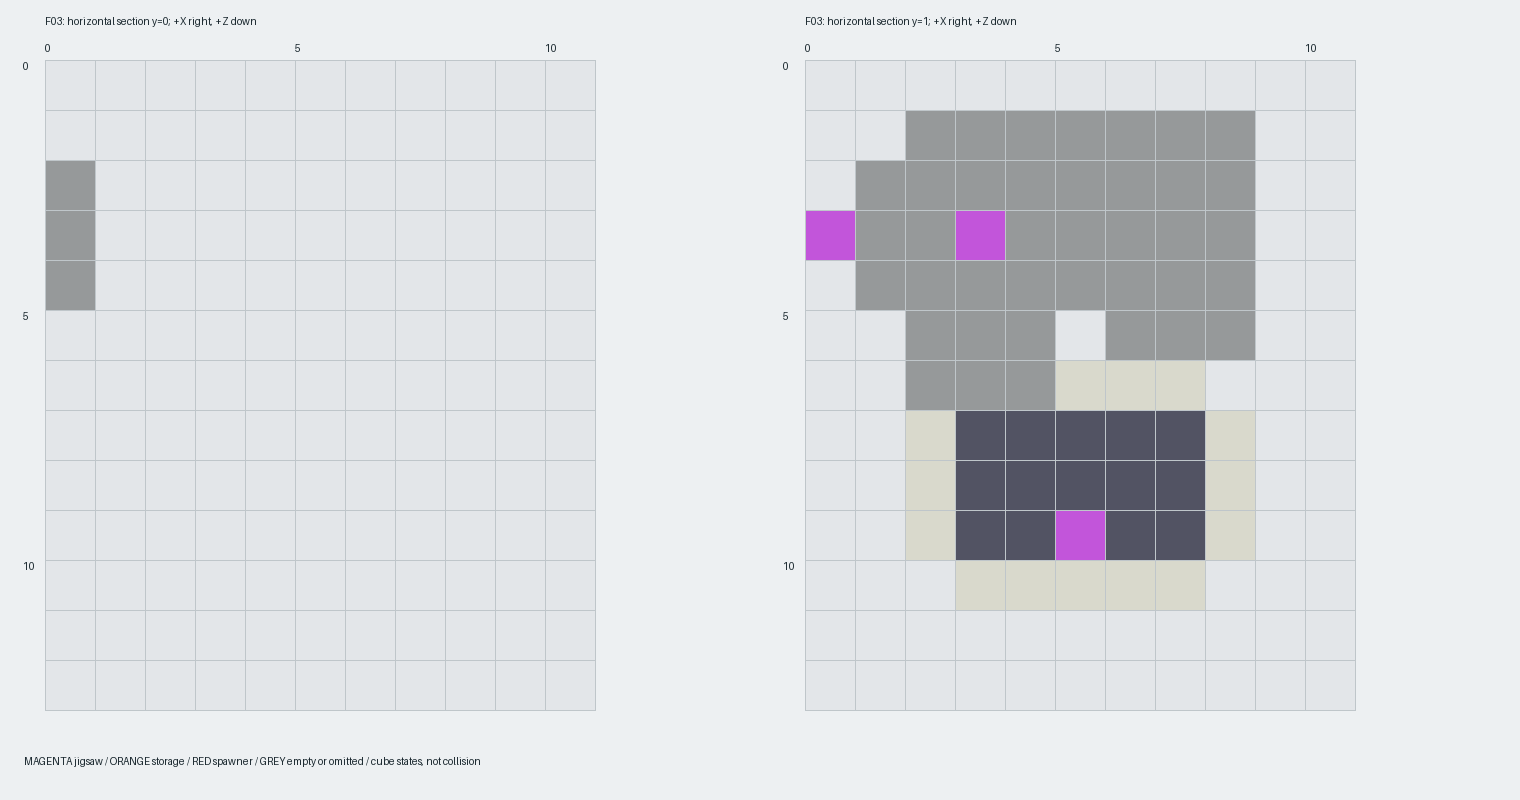 F03: horizontal section y=0; +X right, +Z down
0 5 10
0
5
10
F03: horizontal section y=1; +X right, +Z down
0 5 10
0
5
10
MAGENTA jigsaw / ORANGE storage / RED spawner / GREY empty or omitted / cube states, not collision